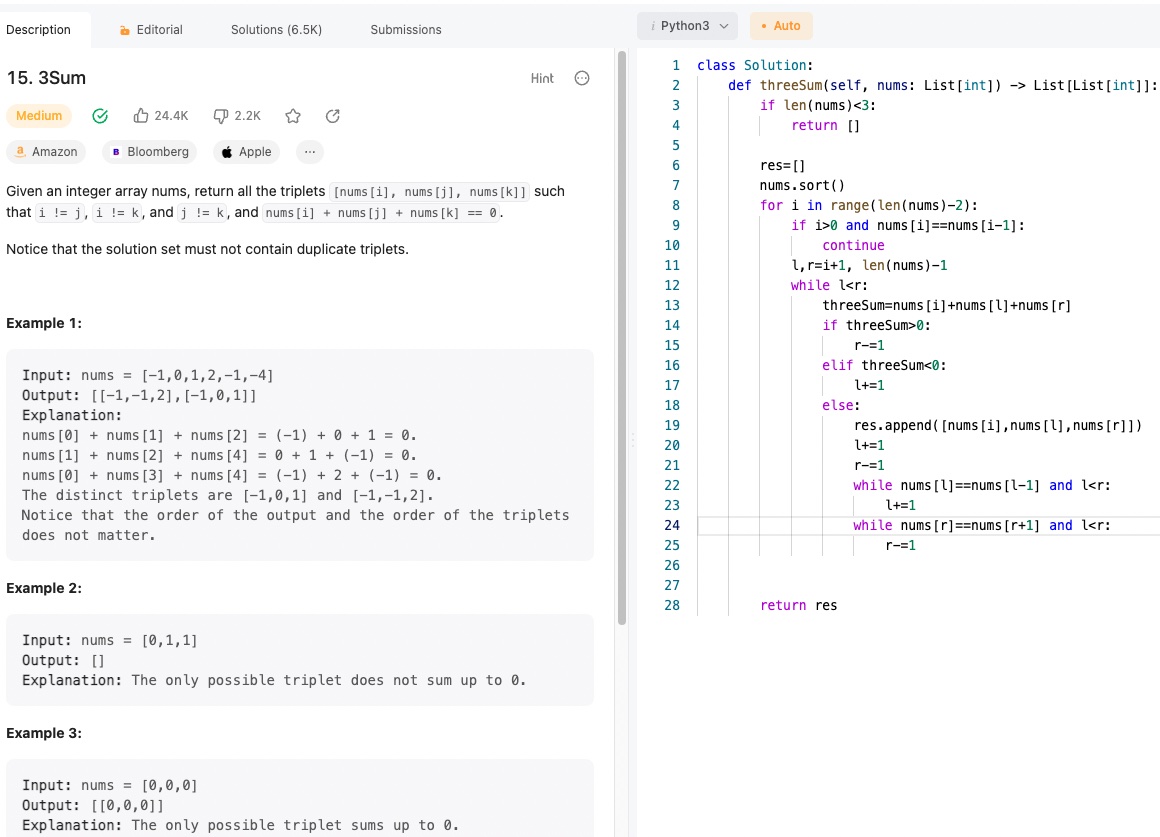 Description Editorial Solutions (6.5K) Submissions
15. 3Sum Hint
Medium 24.4K 2.2K
Amazon Bloomberg Apple ...
Given an integer array nums, return all the triplets [nums[i], nums[j], nums[k]] such
that i != j, i != k, and j != k, and nums[i] + nums[j] + nums[k] == 0.
Notice that the solution set must not contain duplicate triplets.
Example 1:
Input: nums = [-1,0,1,2,-1,-4]
Output: [[-1,-1,2],[-1,0,1]]
Explanation:
nums[0] + nums[1] + nums[2] = (-1) + 0 + 1 = 0.
nums[1] + nums[2] + nums[4] = 0 + 1 + (-1) = 0.
nums[0] + nums[3] + nums[4] = (-1) + 2 + (-1) = 0.
The distinct triplets are [-1,0,1] and [-1,-1,2].
Notice that the order of the output and the order of the triplets
does not matter.
Example 2:
Input: nums = [0,1,1]
Output: []
Explanation: The only possible triplet does not sum up to 0.
Example 3:
Input: nums = [0,0,0]
Output: [[0,0,0]]
Explanation: The only possible triplet sums up to 0.
i Python3 • Auto
1 class Solution:
2     def threeSum(self, nums: List[int]) -> List[List[int]]:
3         if len(nums)<3:
4             return []
5
6         res=[]
7         nums.sort()
8         for i in range(len(nums)-2):
9             if i>0 and nums[i]==nums[i-1]:
10                 continue
11             l,r=i+1, len(nums)-1
12             while l<r:
13                 threeSum=nums[i]+nums[l]+nums[r]
14                 if threeSum>0:
15                     r-=1
16                 elif threeSum<0:
17                     l+=1
18                 else:
19                     res.append([nums[i],nums[l],nums[r]])
20                     l+=1
21                     r-=1
22                     while nums[l]==nums[l-1] and l<r:
23                         l+=1
24                     while nums[r]==nums[r+1] and l<r:
25                         r-=1
26
27
28         return res